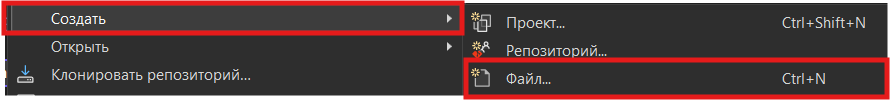 Создать
Открыть
Клонировать репозиторий...
Проект... Ctrl+Shift+N
Репозиторий...
Файл... Ctrl+N